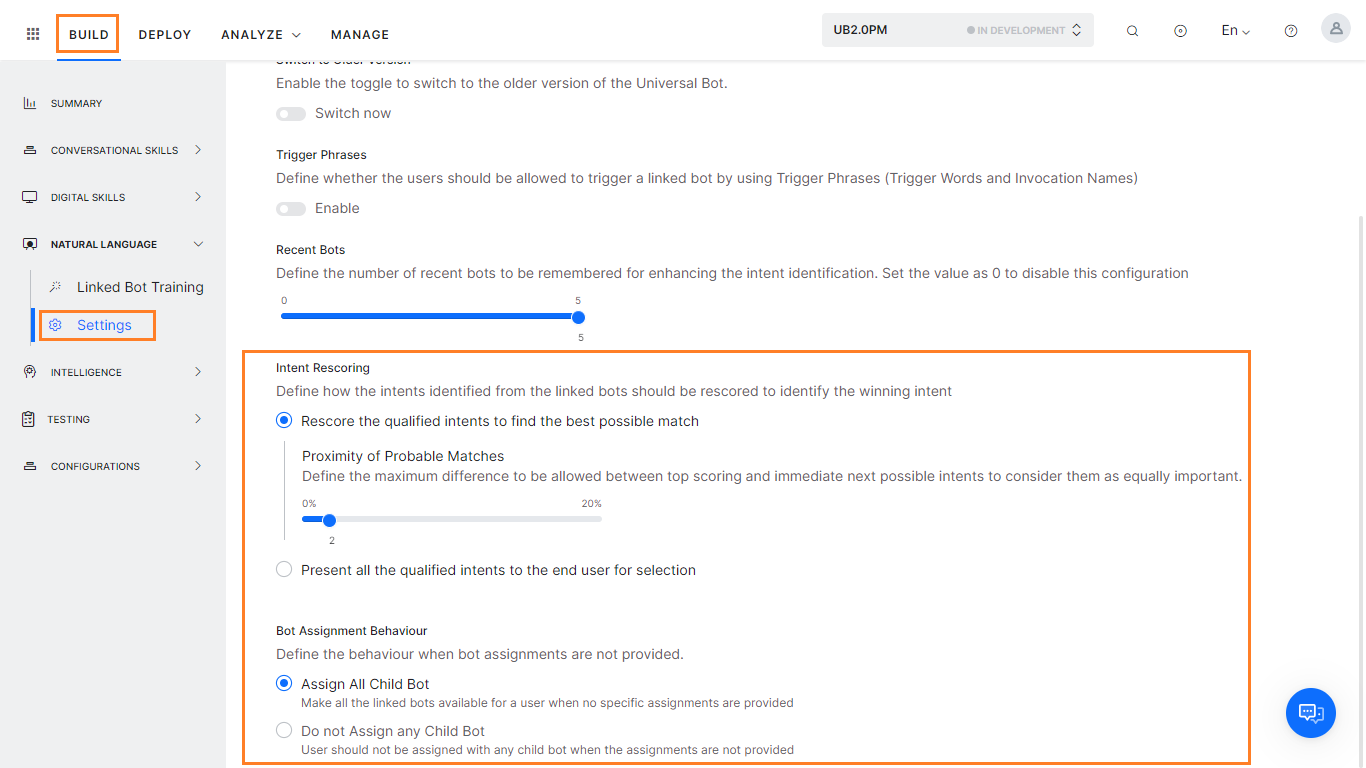 BUILD DEPLOY ANALYZE MANAGE UB2.0PM IN DEVELOPMENT En
SUMMARY
CONVERSATIONAL SKILLS
DIGITAL SKILLS
NATURAL LANGUAGE
Linked Bot Training
Settings
INTELLIGENCE
TESTING
CONFIGURATIONS
Switch to Older Version
Enable the toggle to switch to the older version of the Universal Bot.
Switch now
Trigger Phrases
Define whether the users should be allowed to trigger a linked bot by using Trigger Phrases (Trigger Words and Invocation Names)
Enable
Recent Bots
Define the number of recent bots to be remembered for enhancing the intent identification. Set the value as 0 to disable this configuration
0 5
5
Intent Rescoring
Define how the intents identified from the linked bots should be rescored to identify the winning intent
Rescore the qualified intents to find the best possible match
Proximity of Probable Matches
Define the maximum difference to be allowed between top scoring and immediate next possible intents to consider them as equally important.
0% 20%
2
Present all the qualified intents to the end user for selection
Bot Assignment Behaviour
Define the behaviour when bot assignments are not provided.
Assign All Child Bot
Make all the linked bots available for a user when no specific assignments are provided
Do not Assign any Child Bot
User should not be assigned with any child bot when the assignments are not provided